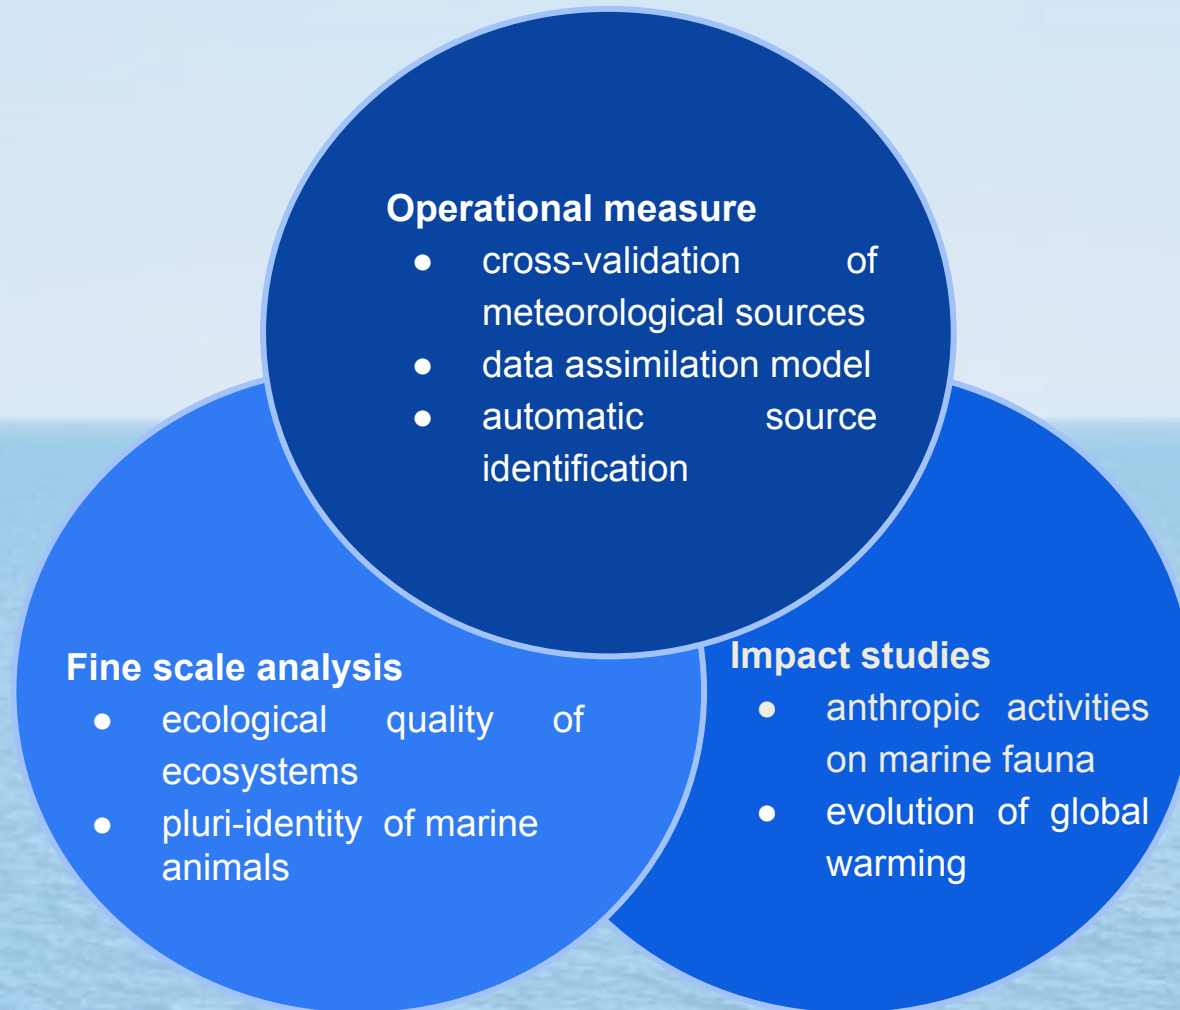 Operational measure
● cross-validation of
meteorological sources
● data assimilation model
● automatic source
identification
Fine scale analysis
● ecological quality of
ecosystems
● pluri-identity of marine
animals
Impact studies
● anthropic activities
on marine fauna
● evolution of global
warming